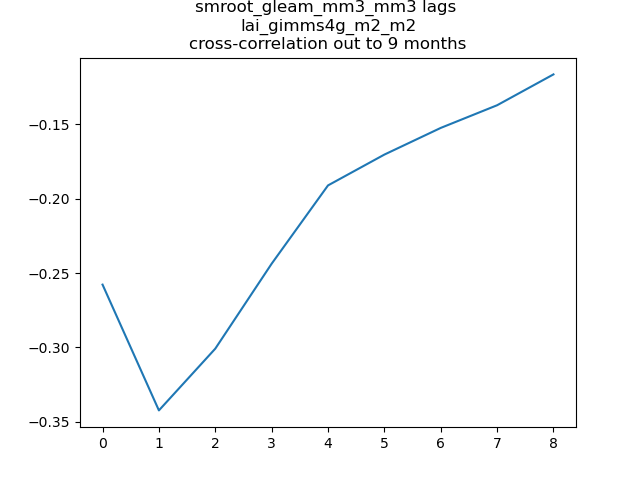 smroot_gleam_mm3_mm3 lags
lai_gimms4g_m2_m2
cross-correlation out to 9 months
−0.15
−0.20
−0.25
−0.30
−0.35
0 1 2 3 4 5 6 7 8